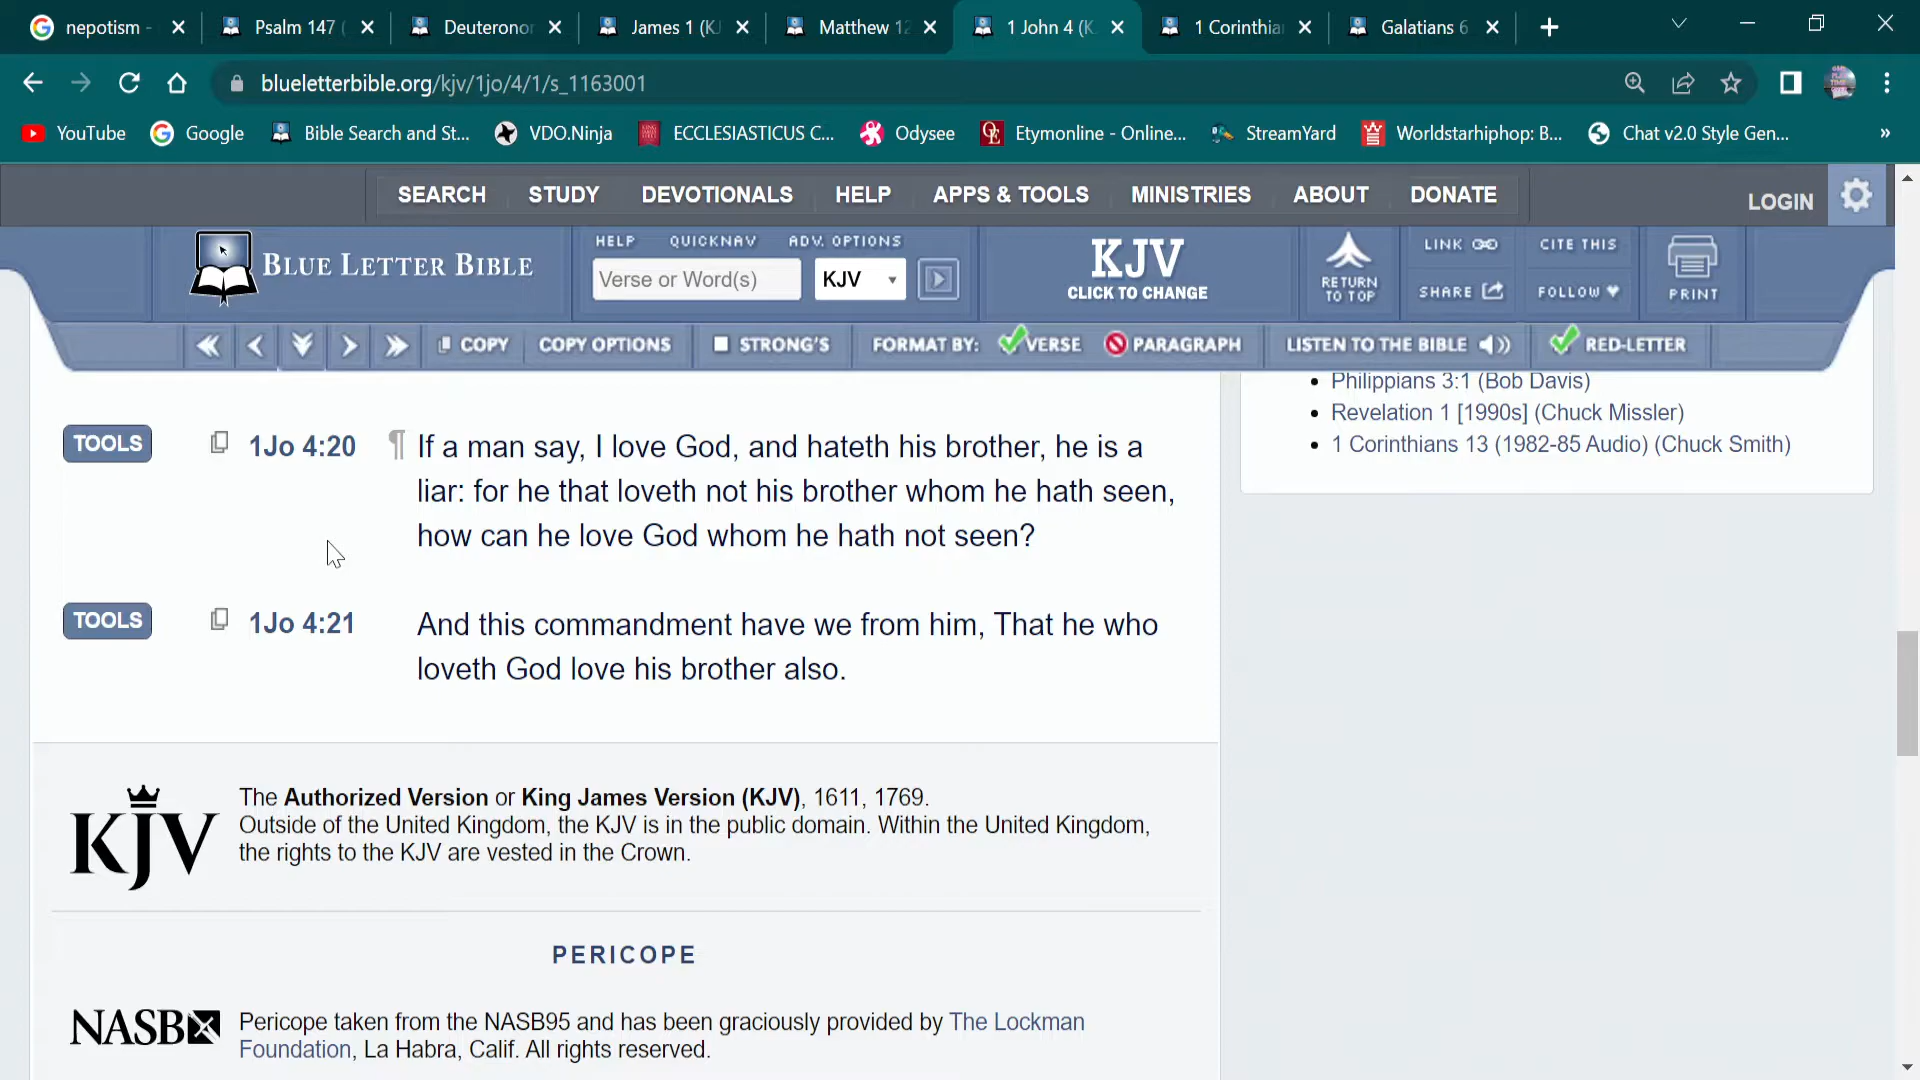 nepotism -
Psalm 147 (
Deuteronor
James 1 (KJ
Matthew 12
1 John 4 (K
1 Corinthia
Galatians 6
blueletterbible.org/kjv/1jo/4/1/s_1163001
YouTube
Google
Bible Search and St...
VDO.Ninja
ECCLESIASTICUS C...
Odysee
Etymonline - Online...
StreamYard
Worldstarhiphop: B...
Chat v2.0 Style Gen...
»
SEARCH
STUDY
DEVOTIONALS
HELP
APPS & TOOLS
MINISTRIES
ABOUT
DONATE
LOGIN
BLUE LETTER BIBLE
HELP
QUICKNAV
ADV. OPTIONS
Verse or Word(s)
KJV
KJV
CLICK TO CHANGE
RETURN
TO TOP
LINK
CITE THIS
SHARE
FOLLOW
PRINT
COPY
COPY OPTIONS
STRONG'S
FORMAT BY:
VERSE
PARAGRAPH
LISTEN TO THE BIBLE
RED-LETTER
Philippians 3:1 (Bob Davis)
Revelation 1 [1990s] (Chuck Missler)
1 Corinthians 13 (1982-85 Audio) (Chuck Smith)
TOOLS
1Jo 4:20
¶ If a man say, I love God, and hateth his brother, he is a
liar: for he that loveth not his brother whom he hath seen,
how can he love God whom he hath not seen?
TOOLS
1Jo 4:21
And this commandment have we from him, That he who
loveth God love his brother also.
KJV
The Authorized Version or King James Version (KJV), 1611, 1769.
Outside of the United Kingdom, the KJV is in the public domain. Within the United Kingdom,
the rights to the KJV are vested in the Crown.
PERICOPE
NASB
Pericope taken from the NASB95 and has been graciously provided by The Lockman
Foundation, La Habra, Calif. All rights reserved.